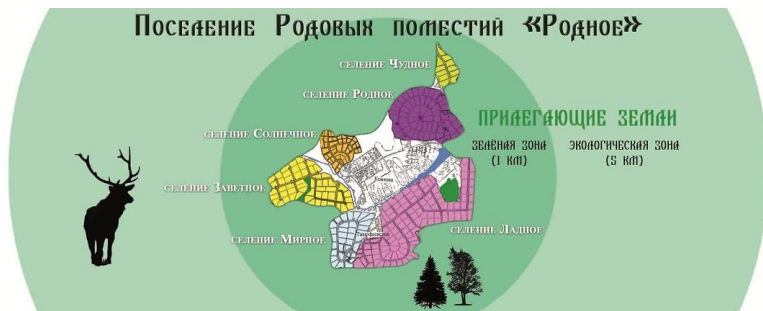 Поселение Родовых поместий «Родное»
селение Чудное
селение Родное
ПРИЛЕГАЮЩИЕ ЗЕМЛИ
селение Солнечное
ЗЕЛЁНАЯ ЗОНА
(1 КМ)
ЭКОЛОГИЧЕСКАЯ ЗОНА
(5 КМ)
селение Заветное
селение Мирное
селение Ладное